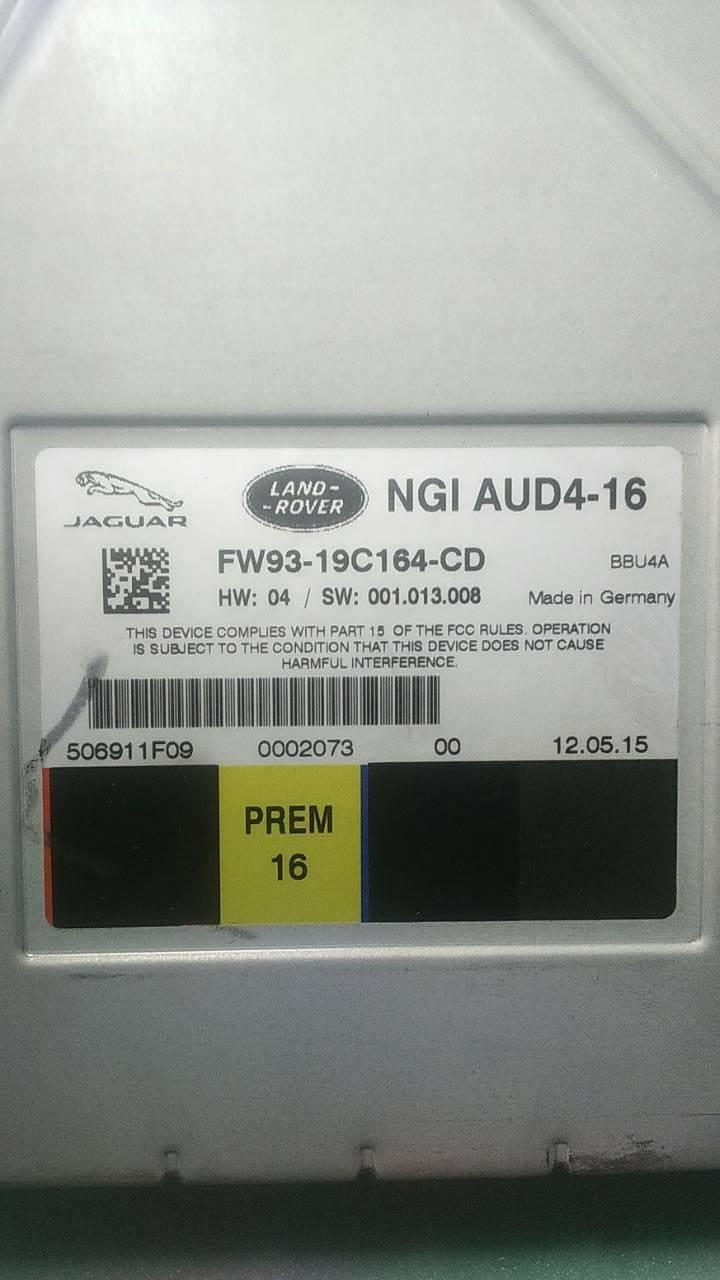 JAGUAR
LAND-
-ROVER
NGI AUD4-16
FW93-19C164-CD
BBU4A
HW: 04 / SW: 001.013.008
Made in Germany
THIS DEVICE COMPLIES WITH PART 15 OF THE FCC RULES. OPERATION
IS SUBJECT TO THE CONDITION THAT THIS DEVICE DOES NOT CAUSE
HARMFUL INTERFERENCE.
506911F09 0002073 00 12.05.15
PREM
16